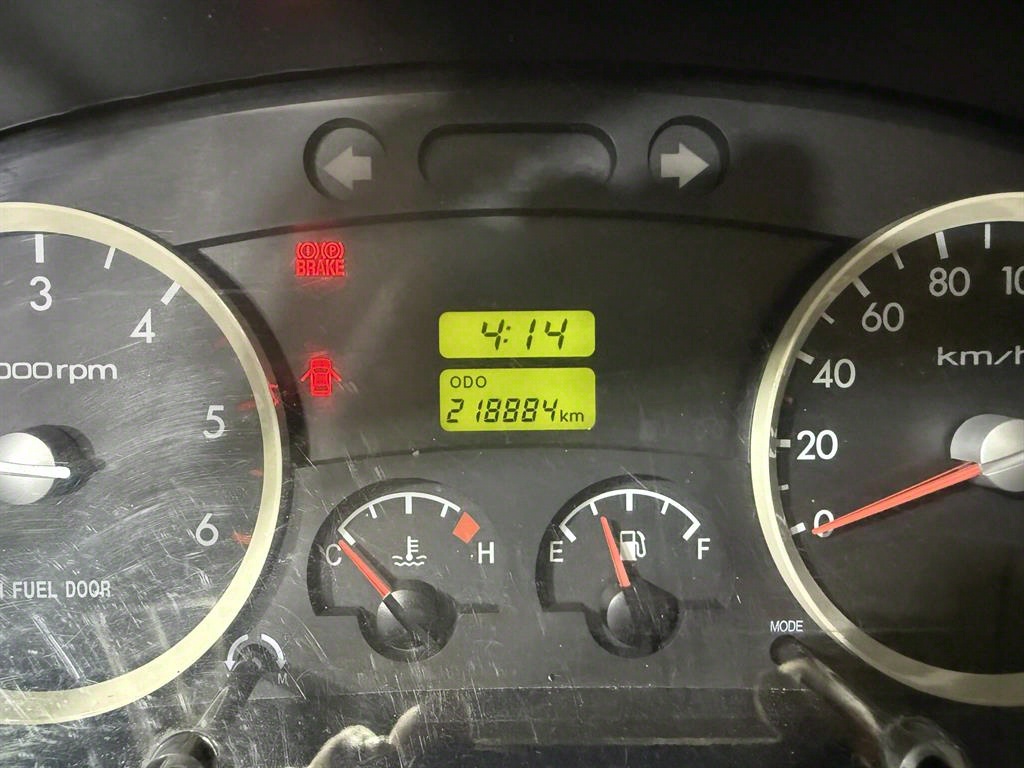 BRAKE
3
4
5
6
000rpm
FUEL DOOR
4:14
ODO
218884km
C
H
E
F
M
MODE
0
20
40
60
80
km/h